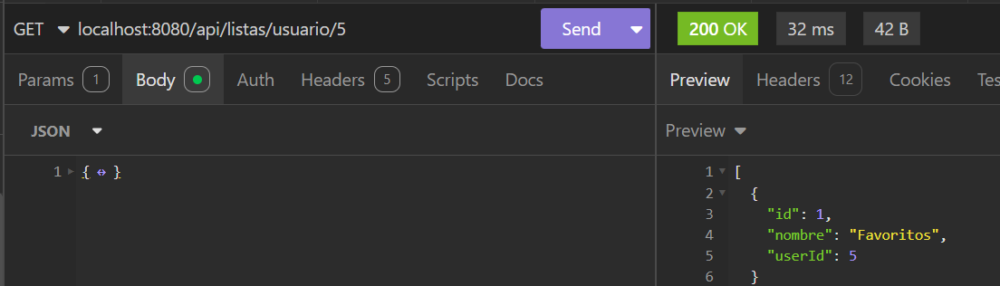 GET localhost:8080/api/listas/usuario/5 Send 200 OK 32 ms 42 B
Params 1 Body Auth Headers 5 Scripts Docs Preview Headers 12 Cookies Tes
JSON Preview
1 { ↔ }
1 [
2 {
3 "id": 1,
4 "nombre": "Favoritos",
5 "userId": 5
6 }